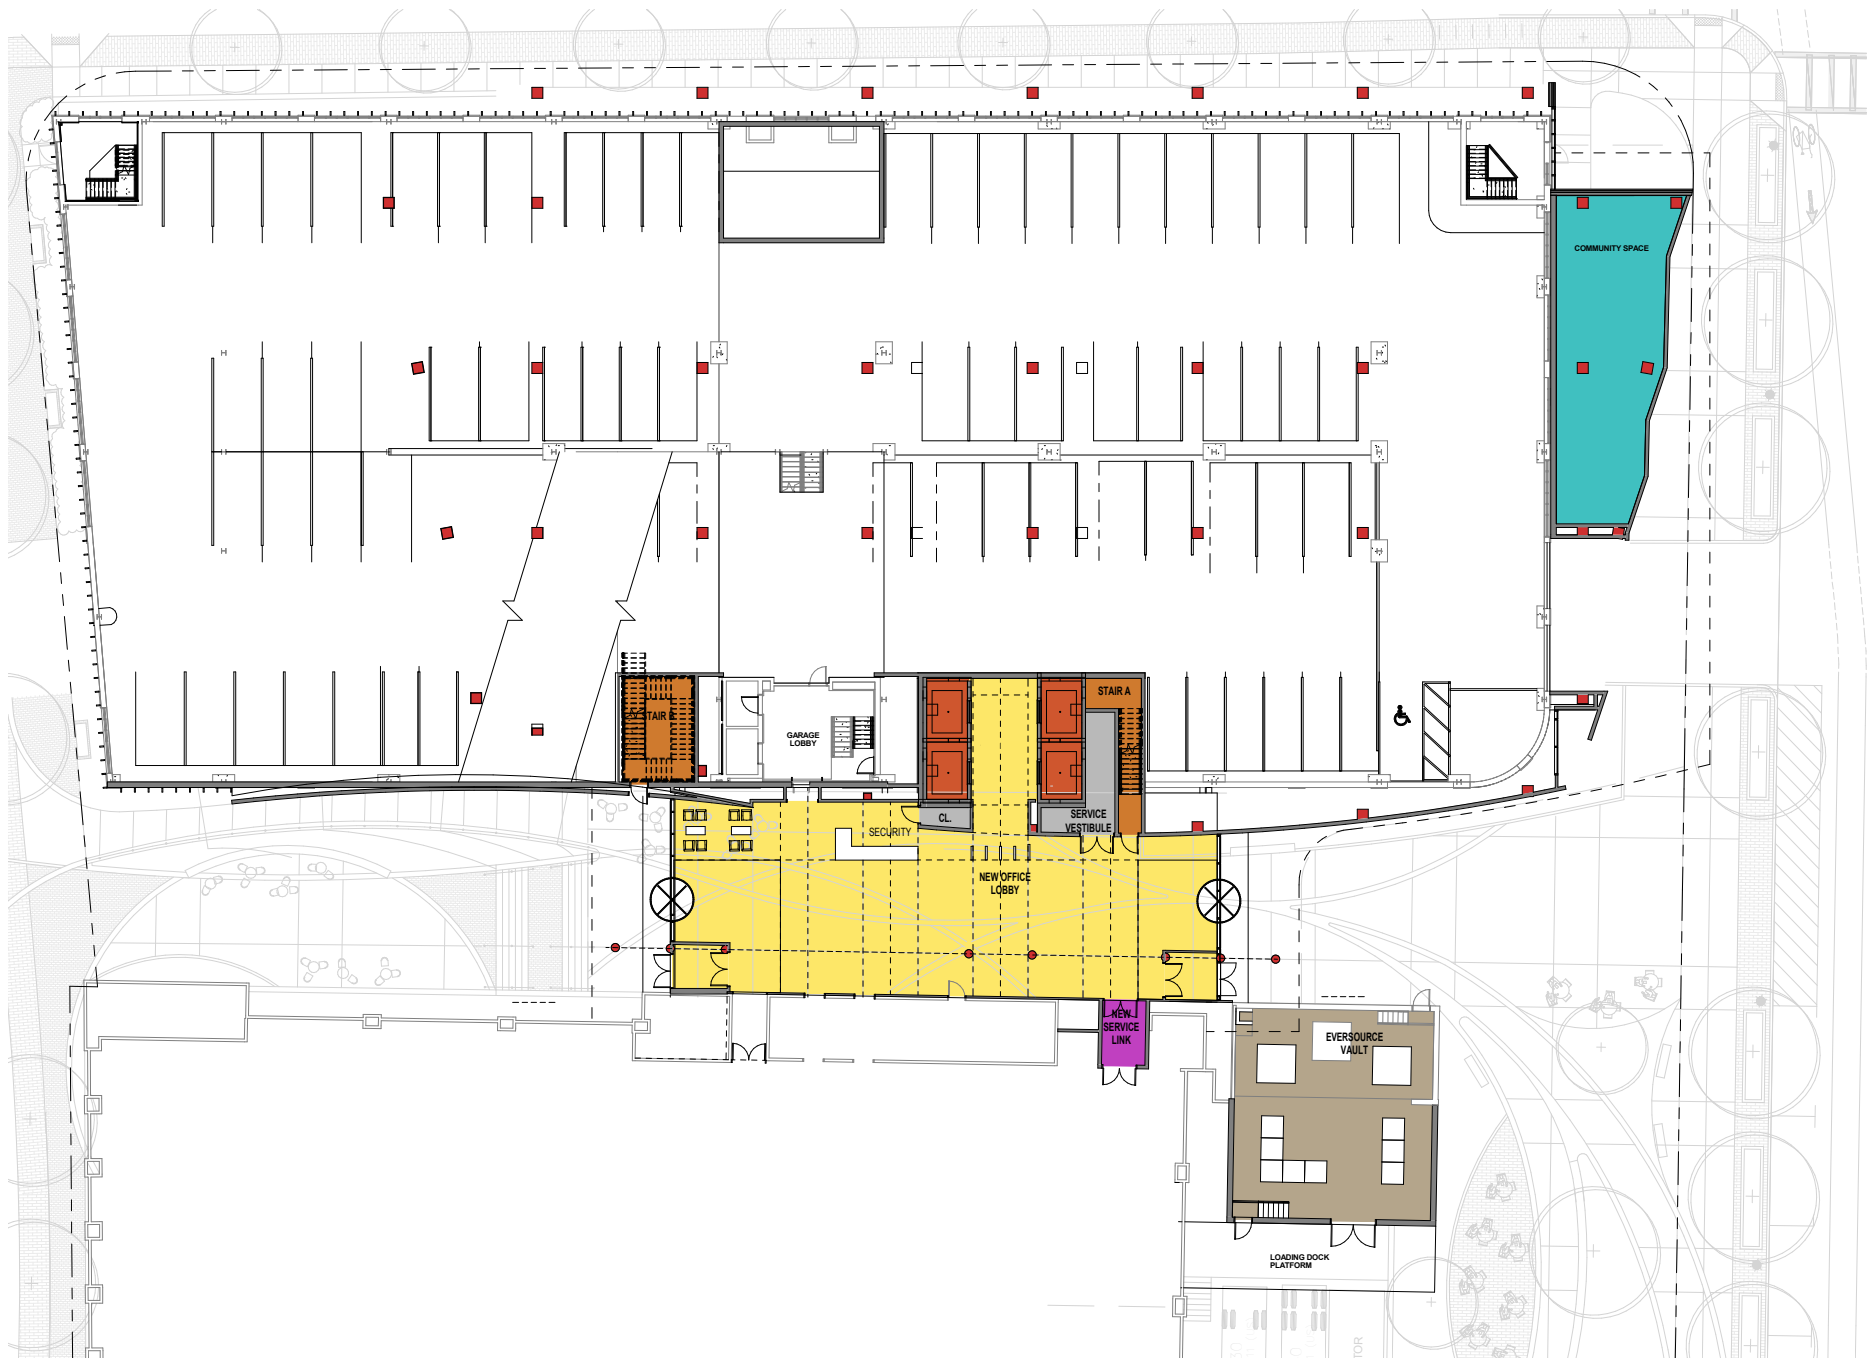 COMMUNITY SPACE
STAIR A
STAIR B
GARAGE
LOBBY
CL.
SERVICE
VESTIBULE
SECURITY
NEW OFFICE
LOBBY
NEW
SERVICE
LINK
EVERSOURCE
VAULT
LOADING DOCK
PLATFORM